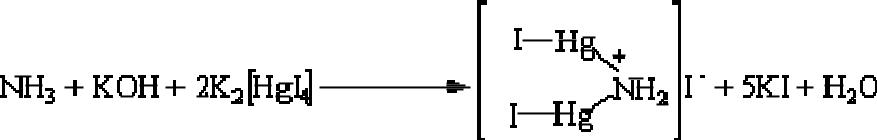 I—Hg
NH₃ + KOH + 2K₂[HgI₄] ⟶ [ +NH₂ ] I⁻ + 5KI + H₂O
I—Hg